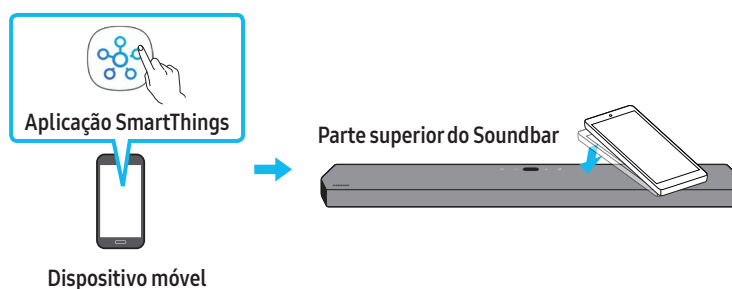 Aplicação SmartThings
Parte superior do Soundbar
Dispositivo móvel